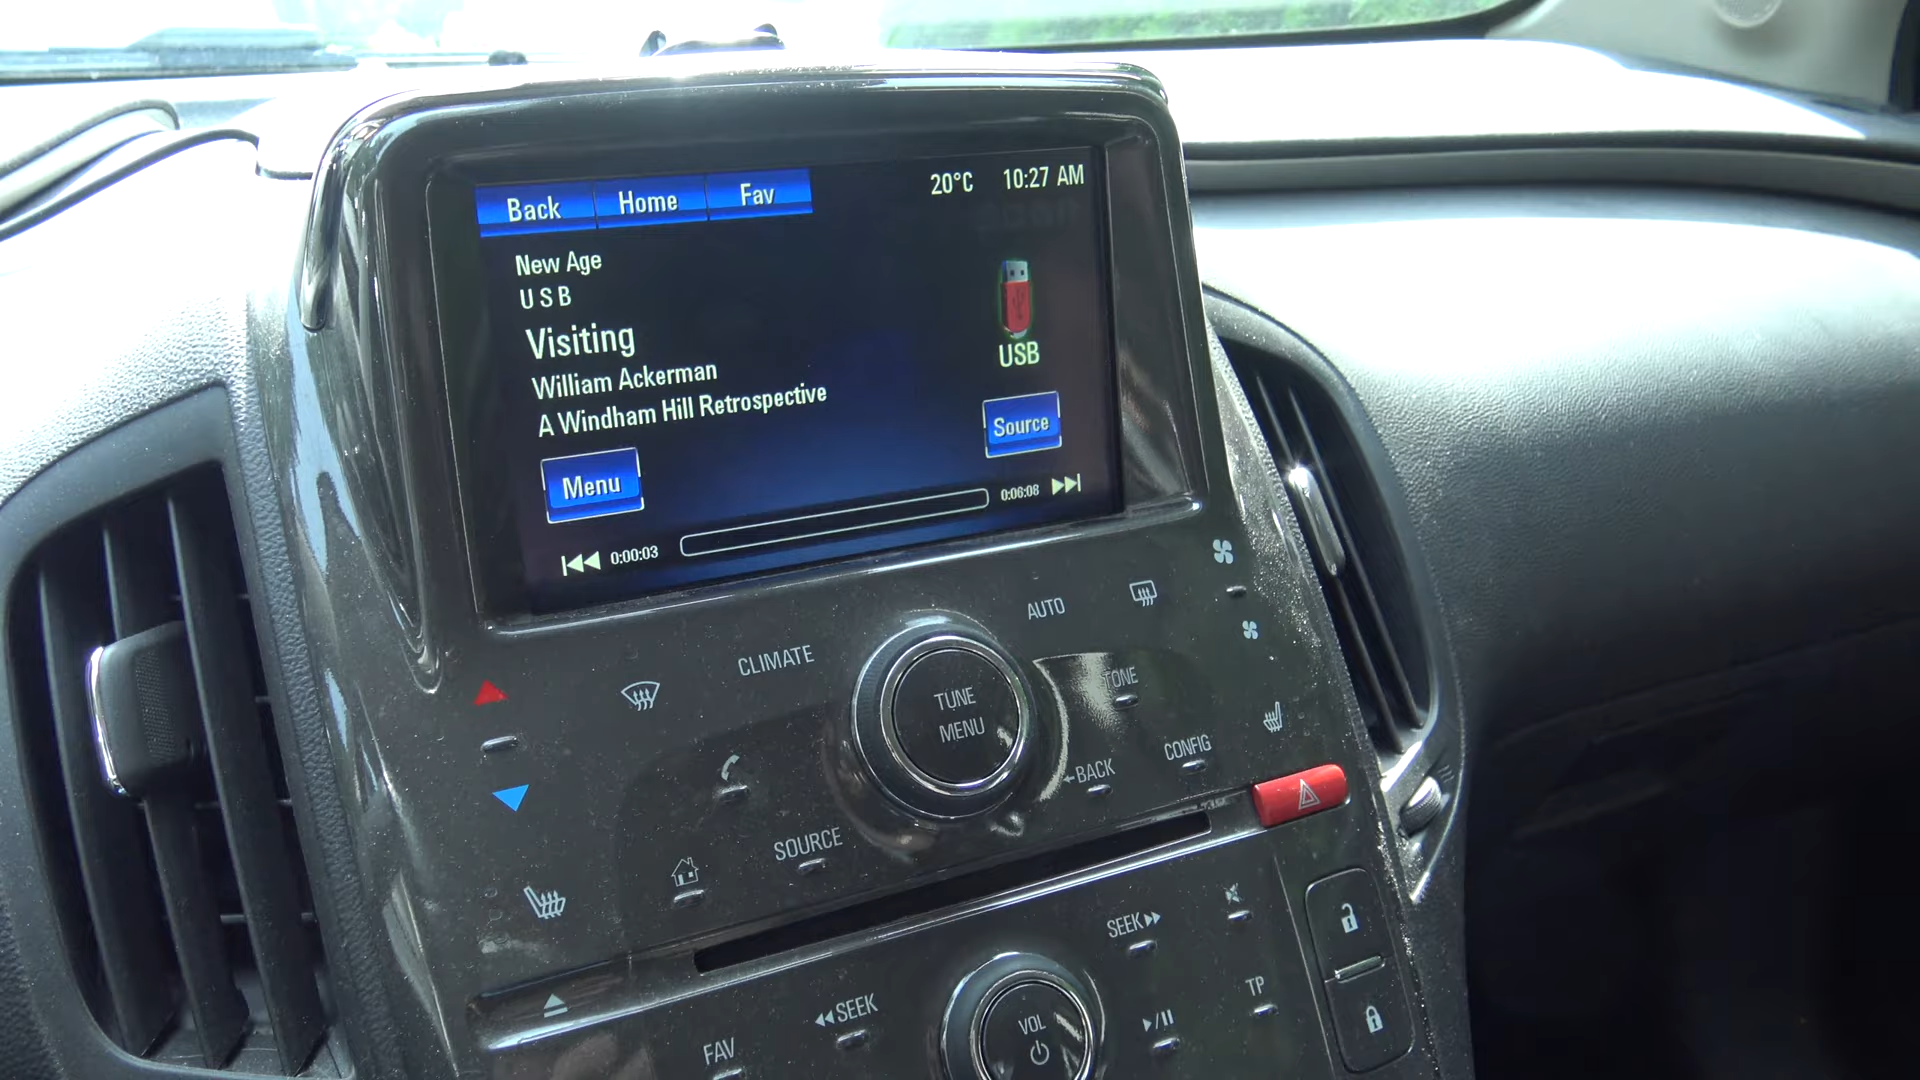 Back Home Fav 20°C 10:27 AM
New Age
U S B
Visiting
William Ackerman
A Windham Hill Retrospective
USB
Source
Menu
0:00:03 0:06:08
AUTO
CLIMATE
TUNE
MENU
TONE
CONFIG
←BACK
SOURCE
SEEK
SEEK
TP
FAV
VOL